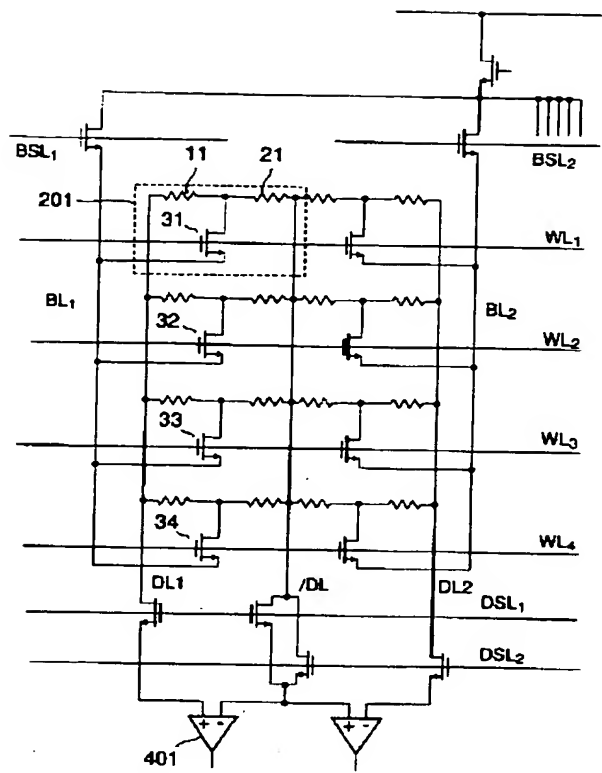 BSL1
BSL2
11
21
201
31
WL1
BL1
BL2
32
WL2
33
WL3
34
WL4
DL1
/DL
DL2
DSL1
DSL2
+ -
+ -
401